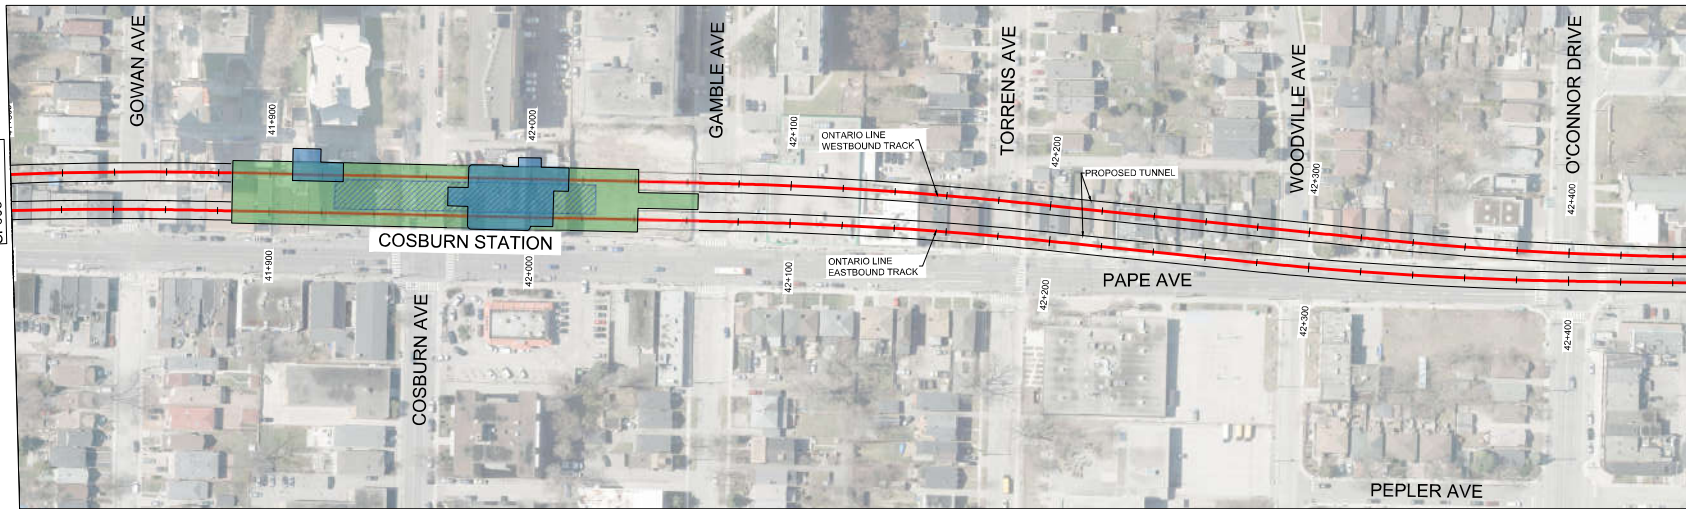 GOWAN AVE
GAMBLE AVE
TORRENS AVE
WOODVILLE AVE
O'CONNOR DRIVE
41+900
42+000
42+100
42+200
42+300
42+400
ONTARIO LINE
WESTBOUND TRACK
PROPOSED TUNNEL
COSBURN STATION
ONTARIO LINE
EASTBOUND TRACK
PAPE AVE
41+900
42+000
42+100
42+200
42+300
42+400
COSBURN AVE
PEPLER AVE